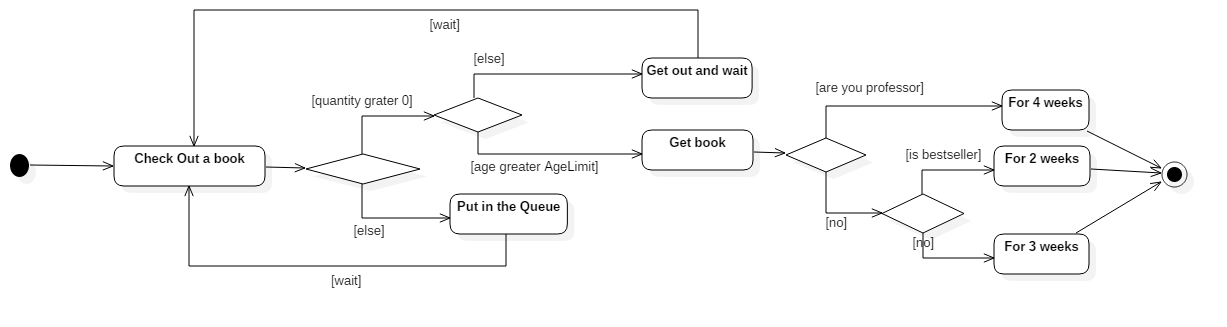 [wait]
[else]
Get out and wait
[quantity grater 0]
[are you professor]
For 4 weeks
Check Out a book
Get book
[age greater AgeLimit]
[is bestseller]
For 2 weeks
Put in the Queue
[else]
[no]
[no]
For 3 weeks
[wait]